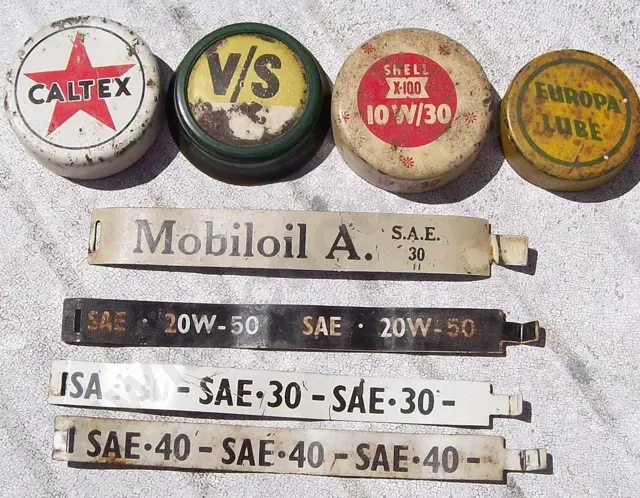 CALTEX
V/S
SHELL
X-100
10W/30
EUROPA
LUBE
Mobiloil A. S.A.E.
30
SAE · 20W-50 SAE · 20W-50
SAE·30 - SAE·30 -
SAE·40 - SAE·40 - SAE·40 -